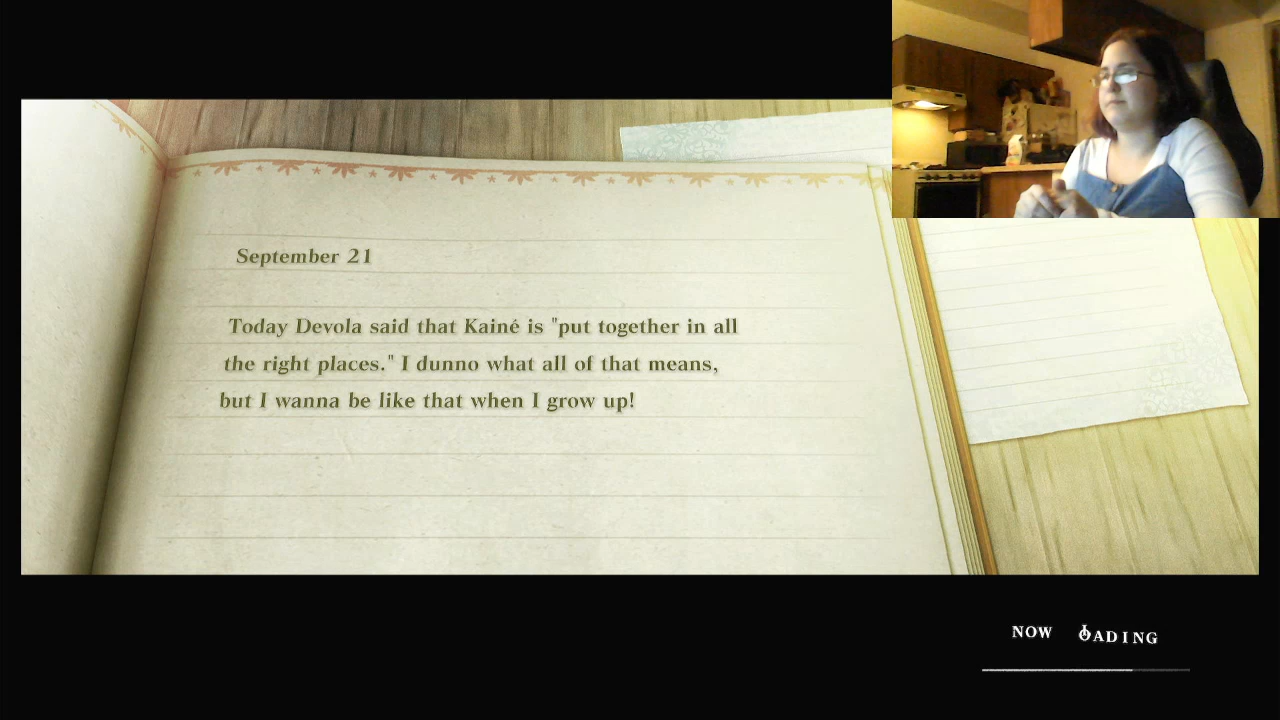 September 21
Today Devola said that Kainé is "put together in all
the right places." I dunno what all of that means,
but I wanna be like that when I grow up!
NOW LOADING